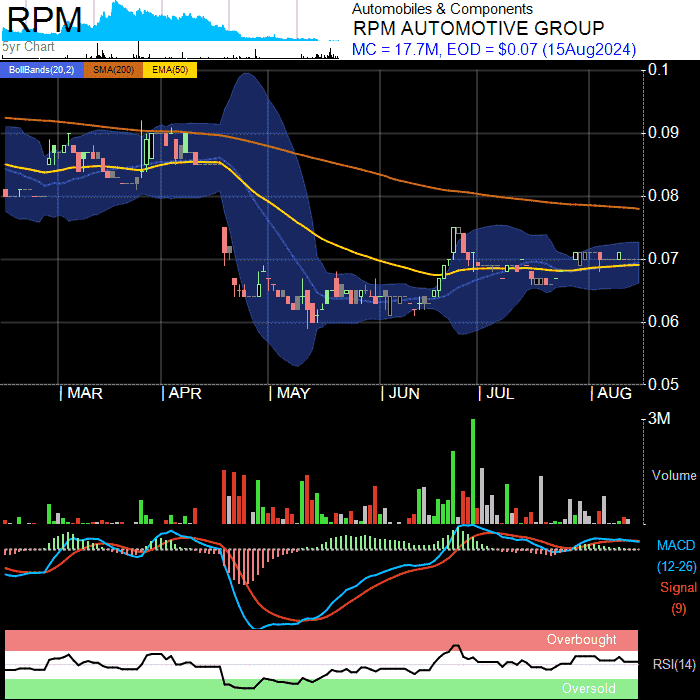 RPM
5yr Chart
Automobiles & Components
RPM AUTOMOTIVE GROUP
MC = 17.7M, EOD = $0.07 (15Aug2024)
BollBands(20,2) SMA(200) EMA(50)
0.1
0.09
0.08
0.07
0.06
0.05
MAR APR MAY JUN JUL AUG
3M
Volume
MACD
(12-26)
Signal
(9)
Overbought
RSI(14)
Oversold